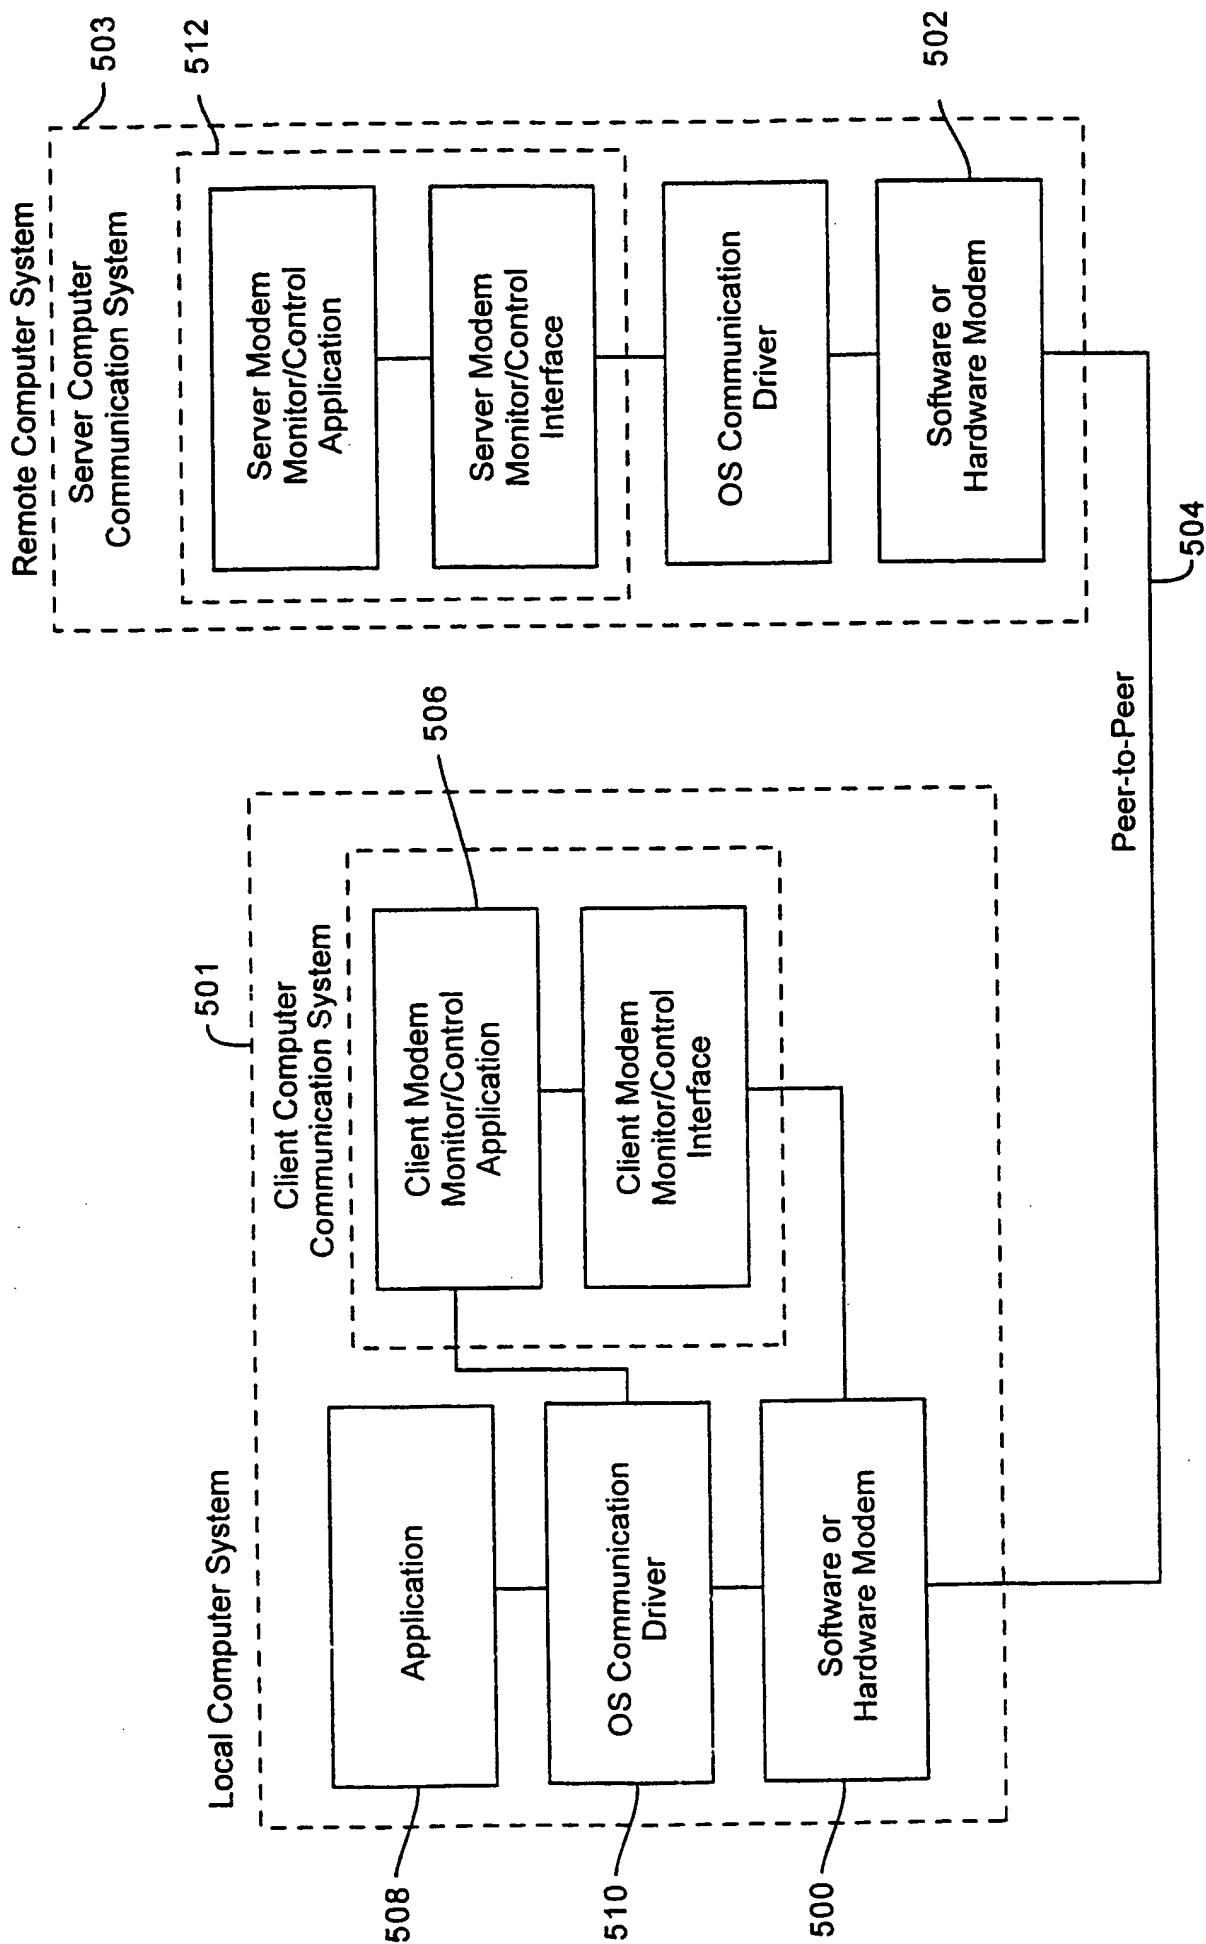 Local Computer System
501
Client Computer
Communication System
506
Application
Client Modem
Monitor/Control
Application
508
OS Communication
Driver
Client Modem
Monitor/Control
Interface
510
Software or
Hardware Modem
500
Peer-to-Peer
504
Remote Computer System
503
Server Computer
Communication System
512
Server Modem
Monitor/Control
Application
Server Modem
Monitor/Control
Interface
OS Communication
Driver
Software or
Hardware Modem
502